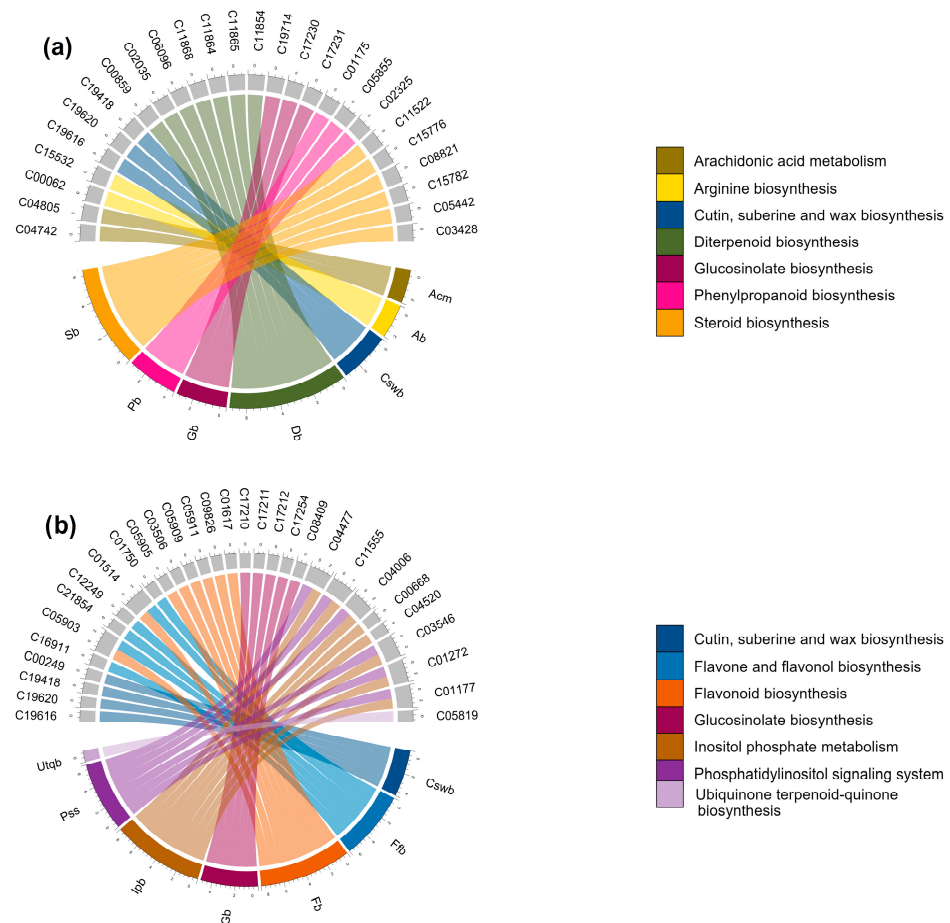 (a)
C04742
C04805
C00062
C15532
C19616
C19620
C19418
C00859
C02035
C06096
C11868
C11864
C11865
C11854
C19714
C17230
C17231
C01175
C05855
C02325
C11522
C15776
C08821
C15782
C05442
C03428
Acm
Ab
Cswb
Db
Gb
Pb
Sb
Arachidonic acid metabolism
Arginine biosynthesis
Cutin, suberine and wax biosynthesis
Diterpenoid biosynthesis
Glucosinolate biosynthesis
Phenylpropanoid biosynthesis
Steroid biosynthesis
(b)
C19616
C19620
C19418
C00249
C16911
C05903
C21854
C12249
C01514
C01750
C05905
C03506
C05909
C05911
C09826
C01617
C17210
C17211
C17212
C17254
C08409
C04477
C11555
C04006
C00668
C04520
C03546
C01272
C01177
C05819
Cswb
Ffb
Fb
Gb
Ipb
Pss
Utqb
Cutin, suberine and wax biosynthesis
Flavone and flavonol biosynthesis
Flavonoid biosynthesis
Glucosinolate biosynthesis
Inositol phosphate metabolism
Phosphatidylinositol signaling system
Ubiquinone terpenoid-quinone
biosynthesis